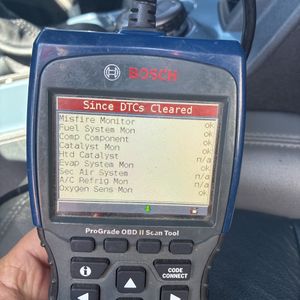 BOSCH
Since DTCs Cleared
Misfire Monitor ok
Fuel System Mon ok
Comp Component ok
Catalyst Mon ok
Htd Catalyst n/a
Evap System Mon ok
Sec Air System n/a
A/C Refrig Mon n/a
Oxygen Sens Mon ok
ProGrade OBD II Scan Tool
i
CODE
CONNECT